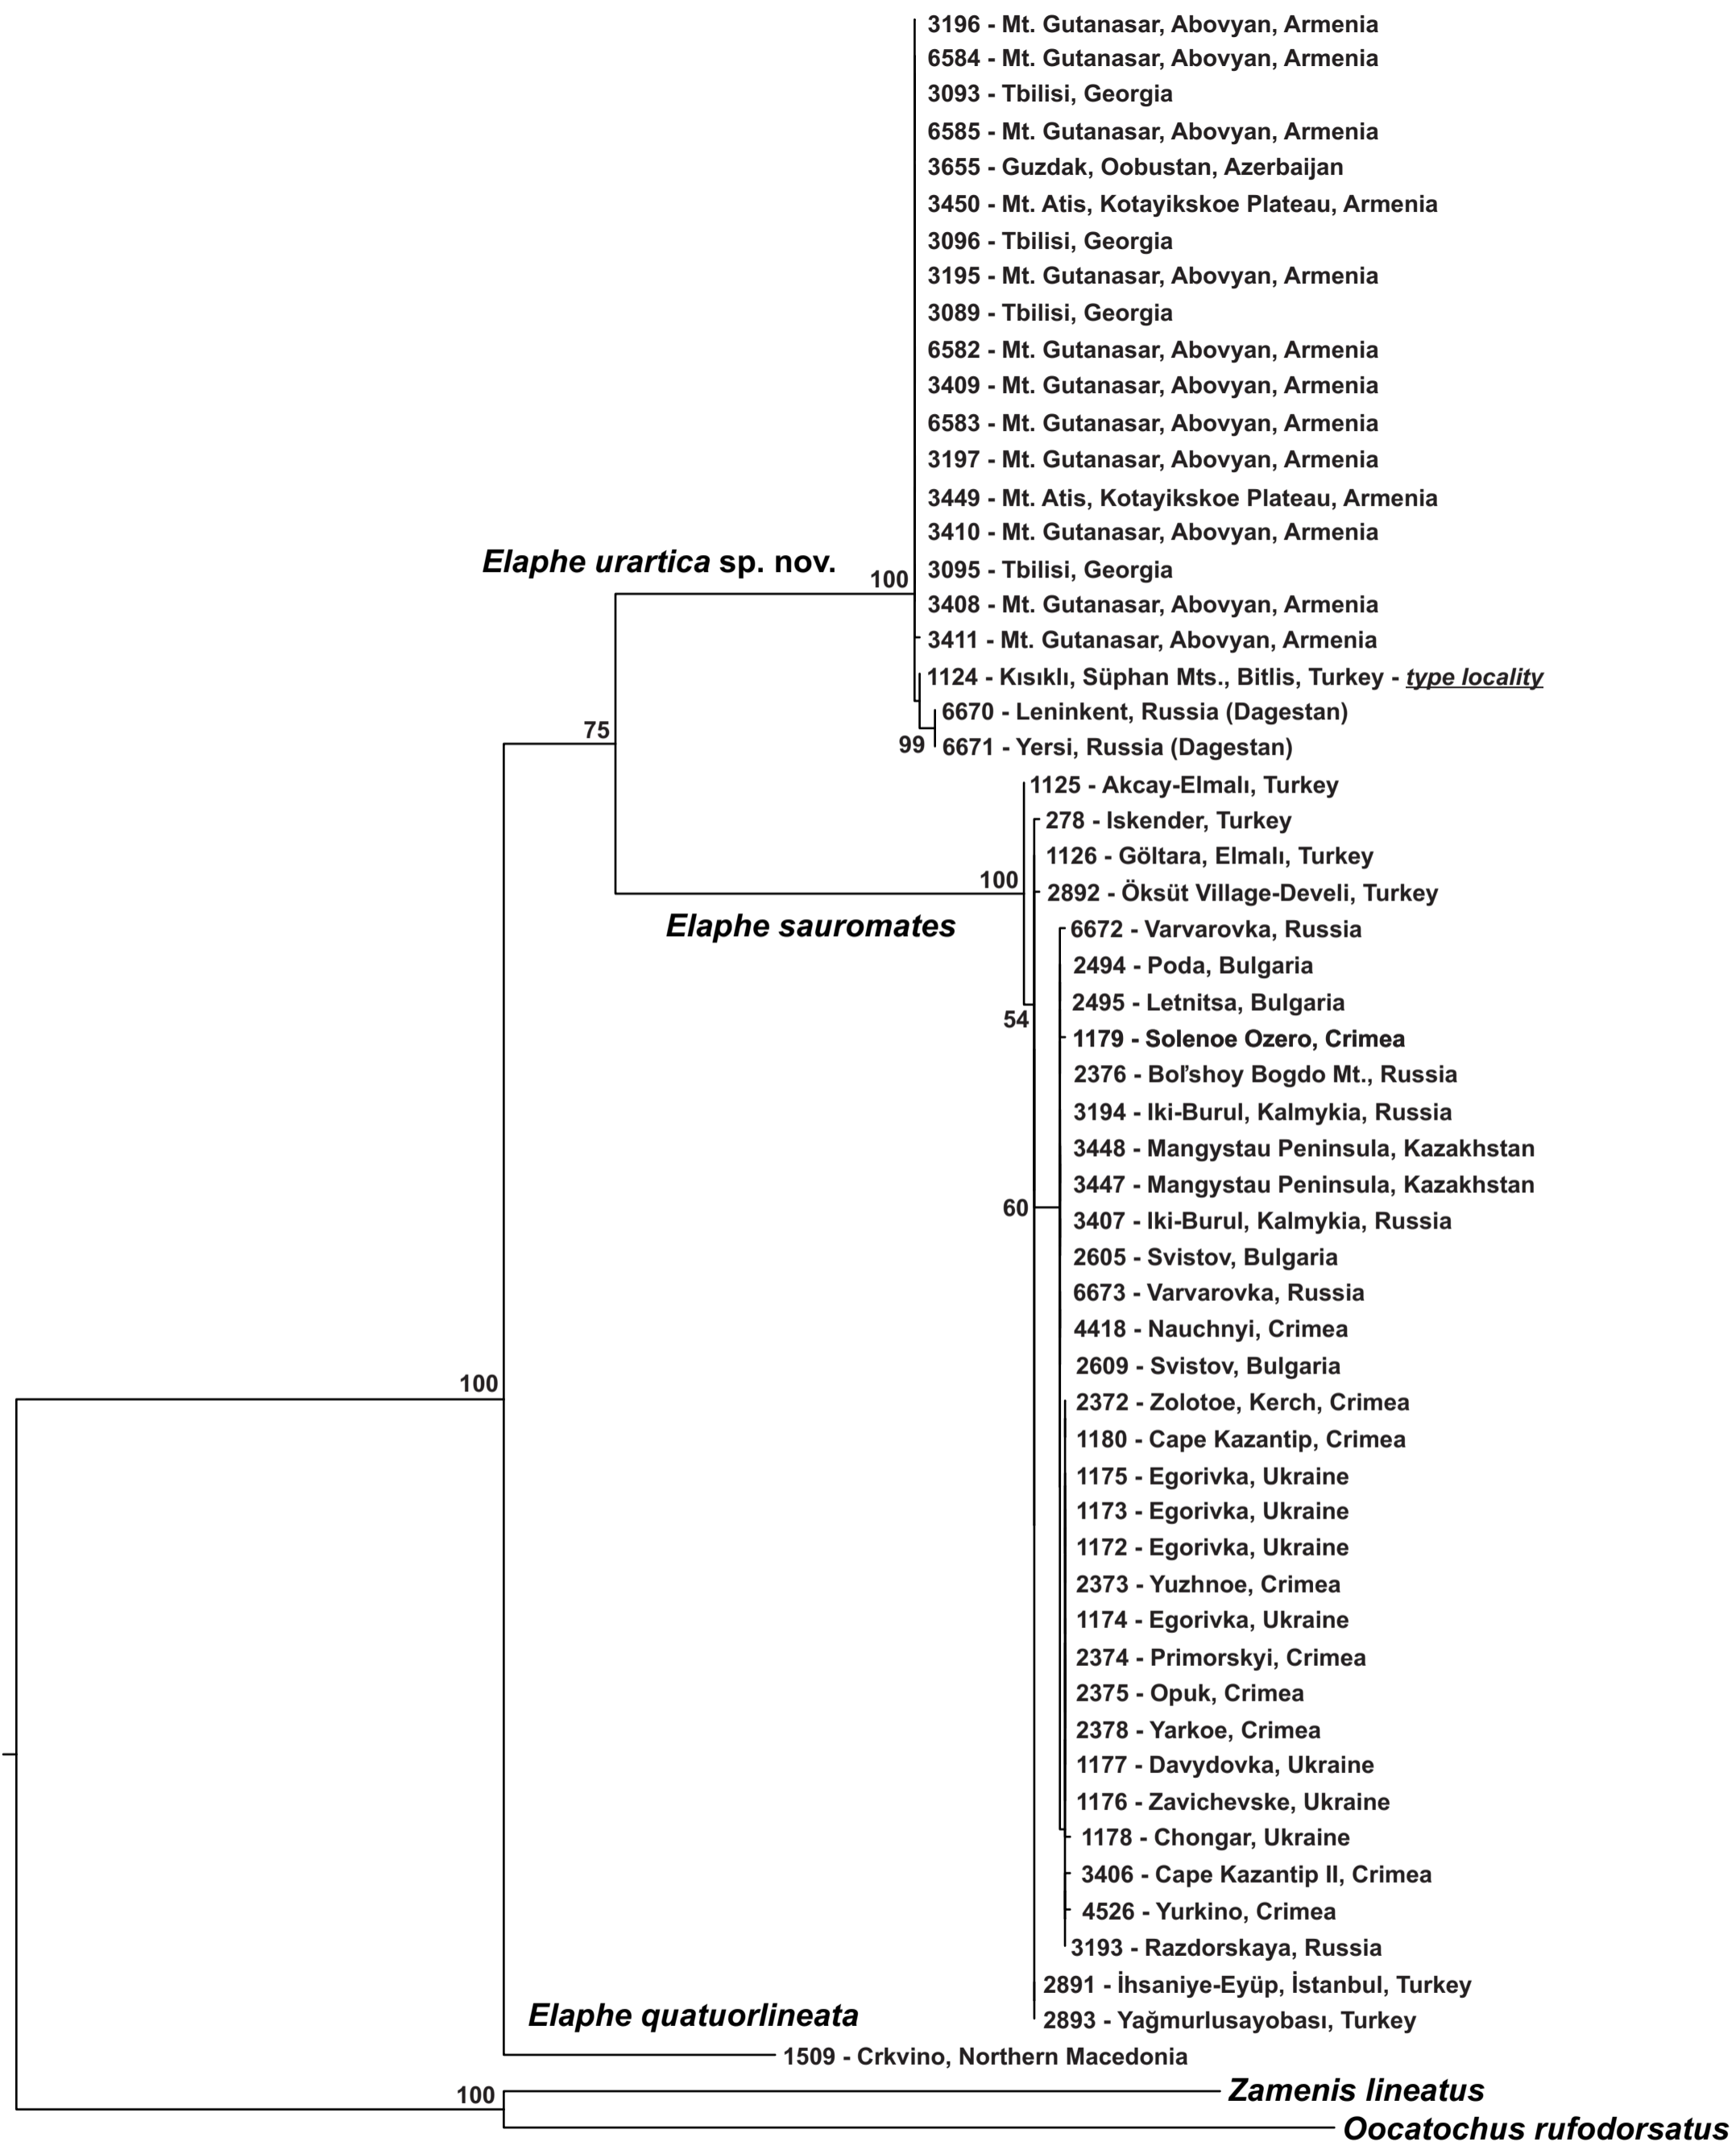 3196 - Mt. Gutanasar, Abovyan, Armenia
6584 - Mt. Gutanasar, Abovyan, Armenia
3093 - Tbilisi, Georgia
6585 - Mt. Gutanasar, Abovyan, Armenia
3655 - Guzdak, Oobustan, Azerbaijan
3450 - Mt. Atis, Kotayikskoe Plateau, Armenia
3096 - Tbilisi, Georgia
3195 - Mt. Gutanasar, Abovyan, Armenia
3089 - Tbilisi, Georgia
6582 - Mt. Gutanasar, Abovyan, Armenia
3409 - Mt. Gutanasar, Abovyan, Armenia
6583 - Mt. Gutanasar, Abovyan, Armenia
3197 - Mt. Gutanasar, Abovyan, Armenia
3449 - Mt. Atis, Kotayikskoe Plateau, Armenia
3410 - Mt. Gutanasar, Abovyan, Armenia
Elaphe urartica sp. nov.
3095 - Tbilisi, Georgia
100
3408 - Mt. Gutanasar, Abovyan, Armenia
3411 - Mt. Gutanasar, Abovyan, Armenia
1124 - Kısıklı, Süphan Mts., Bitlis, Turkey - type locality
6670 - Leninkent, Russia (Dagestan)
75
99
6671 - Yersi, Russia (Dagestan)
1125 - Akcay-Elmalı, Turkey
278 - Iskender, Turkey
1126 - Göltara, Elmalı, Turkey
100
2892 - Öksüt Village-Develi, Turkey
Elaphe sauromates
6672 - Varvarovka, Russia
2494 - Poda, Bulgaria
2495 - Letnitsa, Bulgaria
54
1179 - Solenoe Ozero, Crimea
2376 - Bol’shoy Bogdo Mt., Russia
3194 - Iki-Burul, Kalmykia, Russia
3448 - Mangystau Peninsula, Kazakhstan
3447 - Mangystau Peninsula, Kazakhstan
60
3407 - Iki-Burul, Kalmykia, Russia
2605 - Svistov, Bulgaria
6673 - Varvarovka, Russia
4418 - Nauchnyi, Crimea
2609 - Svistov, Bulgaria
100
2372 - Zolotoe, Kerch, Crimea
1180 - Cape Kazantip, Crimea
1175 - Egorivka, Ukraine
1173 - Egorivka, Ukraine
1172 - Egorivka, Ukraine
2373 - Yuzhnoe, Crimea
1174 - Egorivka, Ukraine
2374 - Primorskyi, Crimea
2375 - Opuk, Crimea
2378 - Yarkoe, Crimea
1177 - Davydovka, Ukraine
1176 - Zavichevske, Ukraine
1178 - Chongar, Ukraine
3406 - Cape Kazantip II, Crimea
4526 - Yurkino, Crimea
3193 - Razdorskaya, Russia
2891 - İhsaniye-Eyüp, İstanbul, Turkey
Elaphe quatuorlineata
2893 - Yağmurlusayobası, Turkey
1509 - Crkvino, Northern Macedonia
100
Zamenis lineatus
Oocatochus rufodorsatus